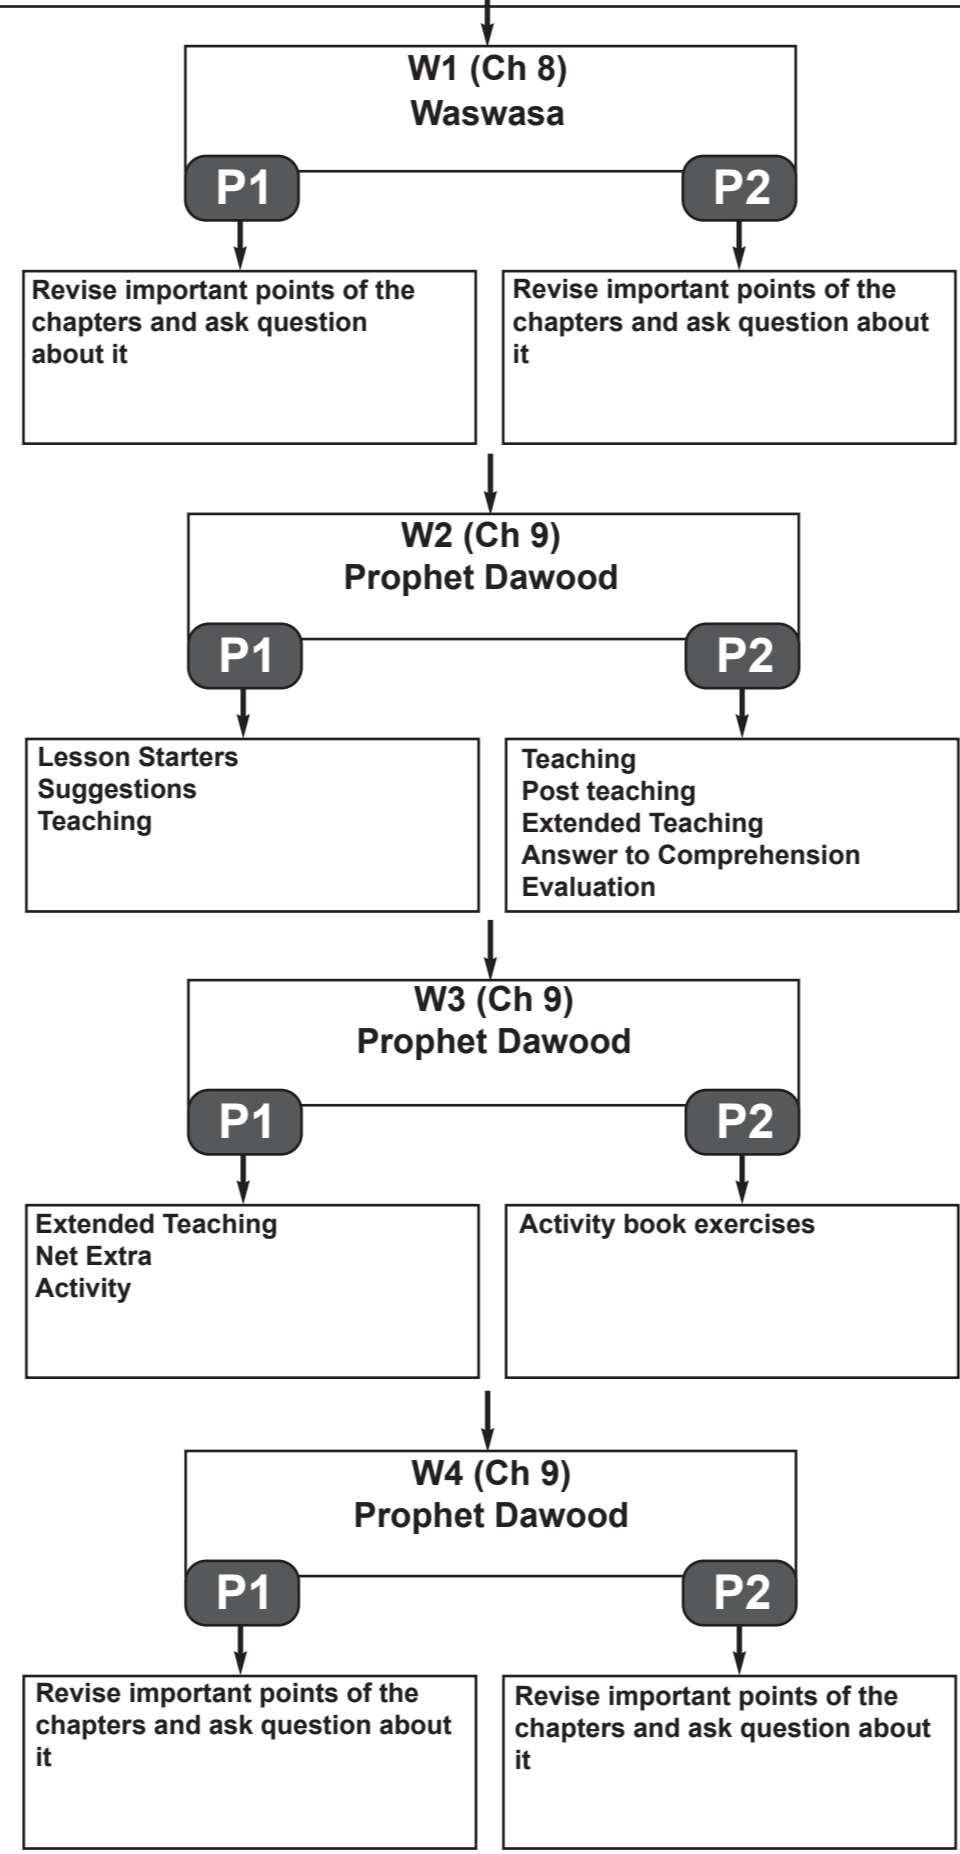 W1 (Ch 8)
Waswasa
P1
P2
Revise important points of the
chapters and ask question
about it
Revise important points of the
chapters and ask question about
it
W2 (Ch 9)
Prophet Dawood
P1
P2
Lesson Starters
Suggestions
Teaching
Teaching
Post teaching
Extended Teaching
Answer to Comprehension
Evaluation
W3 (Ch 9)
Prophet Dawood
P1
P2
Extended Teaching
Net Extra
Activity
Activity book exercises
W4 (Ch 9)
Prophet Dawood
P1
P2
Revise important points of the
chapters and ask question about
it
Revise important points of the
chapters and ask question about
it